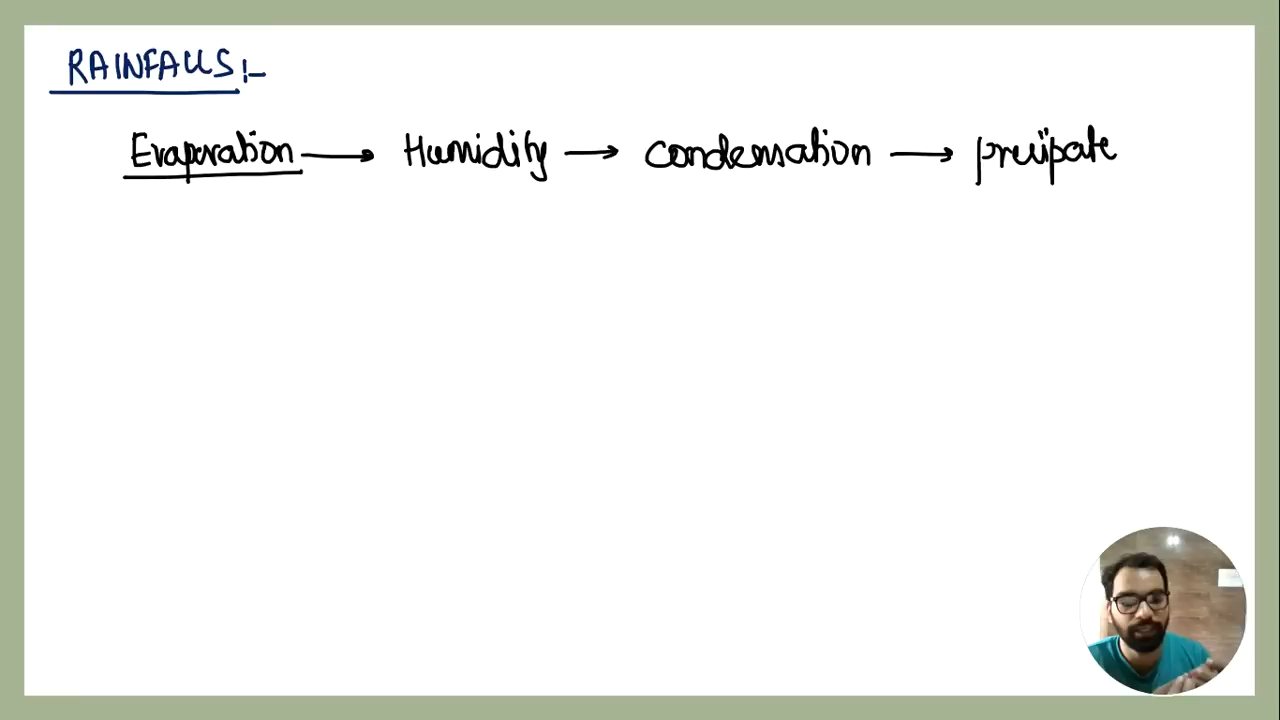 RAINFALLS:-
Evaporation → Humidity → condensation → precipate